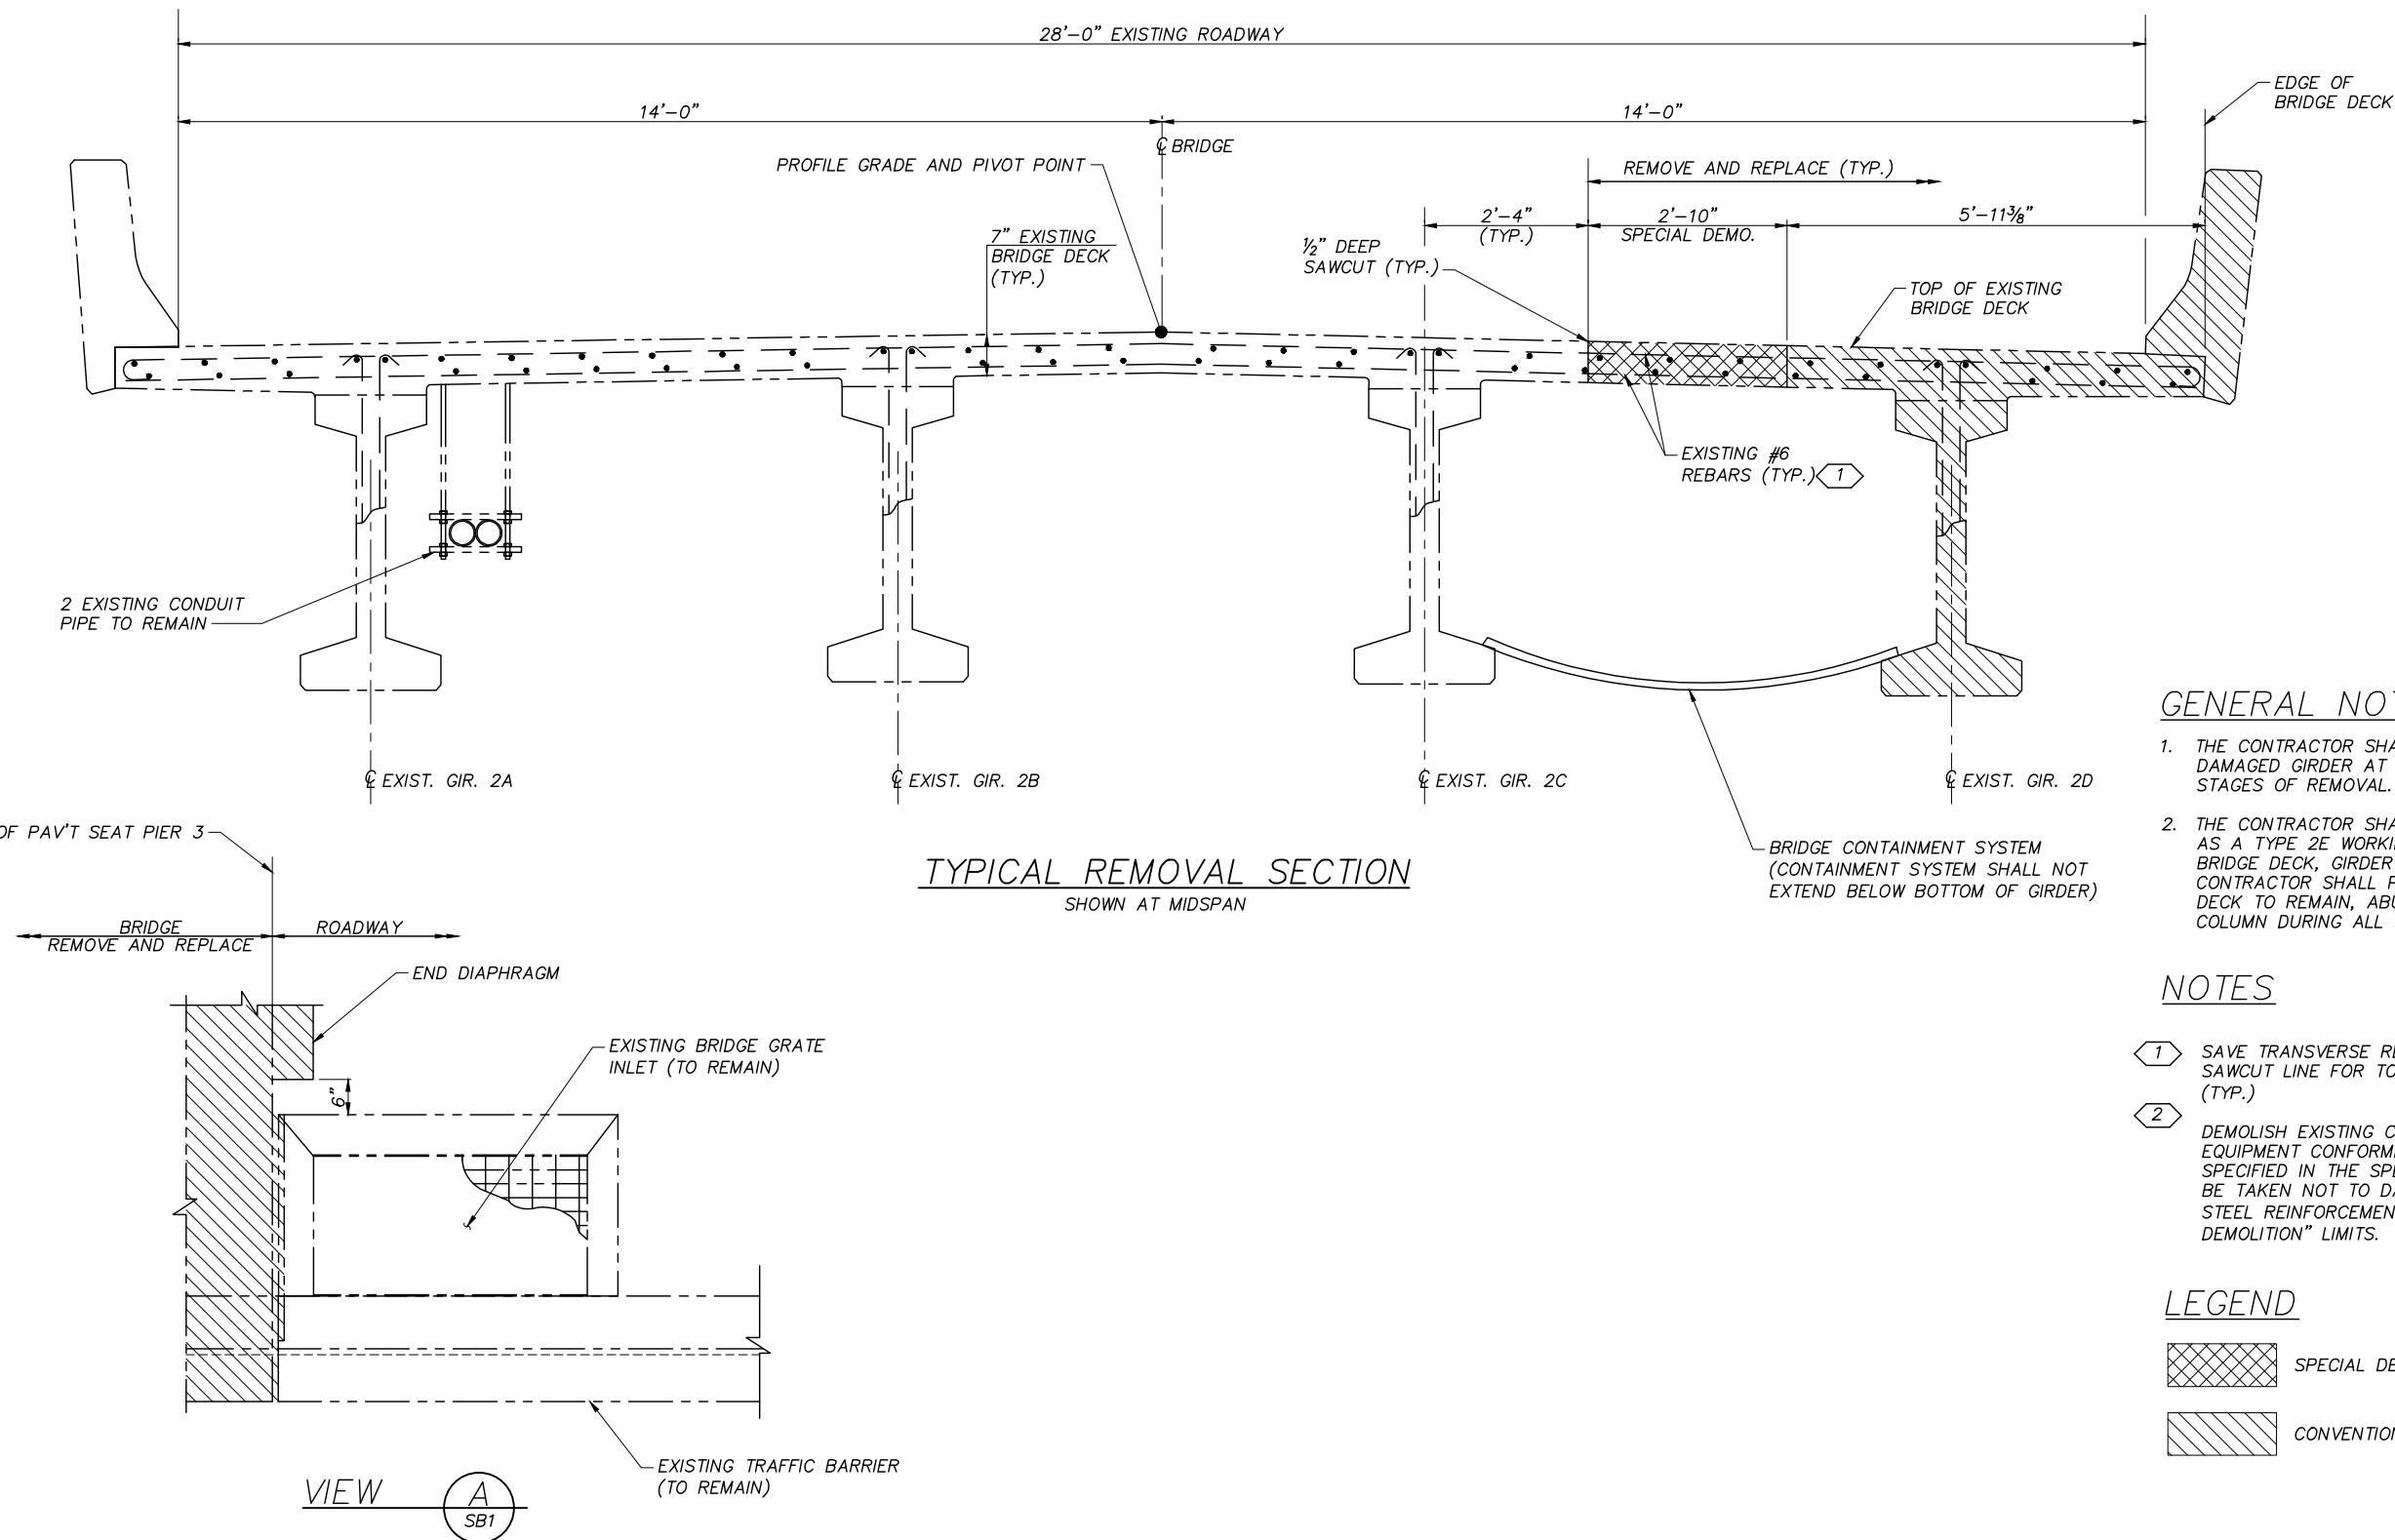 28'-0" EXISTING ROADWAY
EDGE OF
BRIDGE DECK
14'-0"
14'-0"
℄ BRIDGE
PROFILE GRADE AND PIVOT POINT
REMOVE AND REPLACE (TYP.)
2'-4"
(TYP.)
2'-10"
SPECIAL DEMO.
5'-11⅜"
7" EXISTING
BRIDGE DECK
(TYP.)
½" DEEP
SAWCUT (TYP.)
TOP OF EXISTING
BRIDGE DECK
EXISTING #6
REBARS (TYP.) 1
2 EXISTING CONDUIT
PIPE TO REMAIN
℄ EXIST. GIR. 2A
℄ EXIST. GIR. 2B
℄ EXIST. GIR. 2C
℄ EXIST. GIR. 2D
BRIDGE CONTAINMENT SYSTEM
(CONTAINMENT SYSTEM SHALL NOT
EXTEND BELOW BOTTOM OF GIRDER)
TYPICAL REMOVAL SECTION
SHOWN AT MIDSPAN
OF PAV'T SEAT PIER 3
BRIDGE
REMOVE AND REPLACE
ROADWAY
END DIAPHRAGM
6"
EXISTING BRIDGE GRATE
INLET (TO REMAIN)
EXISTING TRAFFIC BARRIER
(TO REMAIN)
VIEW A
SB1
GENERAL NOT
1. THE CONTRACTOR SHA
DAMAGED GIRDER AT
STAGES OF REMOVAL.
2. THE CONTRACTOR SHA
AS A TYPE 2E WORKI
BRIDGE DECK, GIRDER
CONTRACTOR SHALL
DECK TO REMAIN, ABU
COLUMN DURING ALL
NOTES
1 SAVE TRANSVERSE RE
SAWCUT LINE FOR TO
(TYP.)
2
DEMOLISH EXISTING C
EQUIPMENT CONFORM
SPECIFIED IN THE SPE
BE TAKEN NOT TO DA
STEEL REINFORCEMEN
DEMOLITION" LIMITS.
LEGEND
SPECIAL DE
CONVENTION